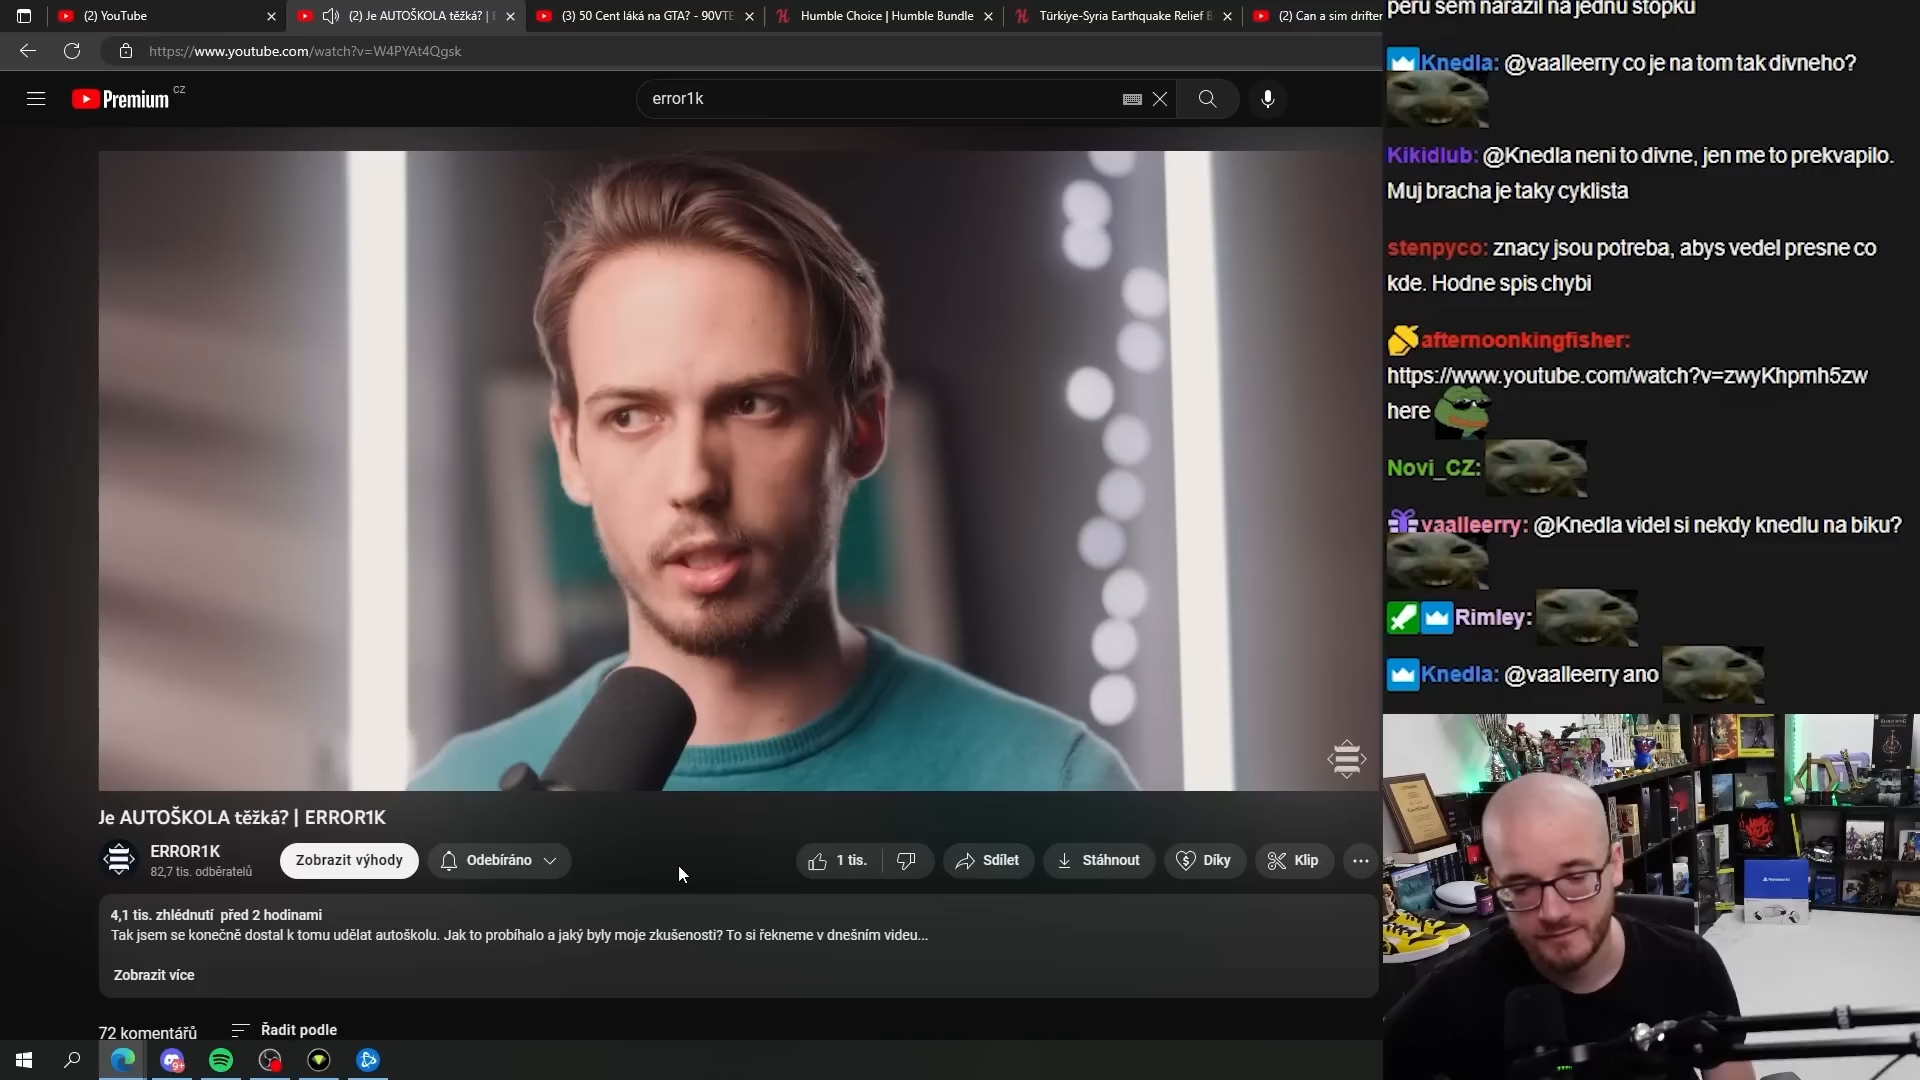 (2) YouTube
(2) Je AUTOŠKOLA těžká? | E
(3) 50 Cent láká na GTA? - 90VTE
Humble Choice | Humble Bundle
Türkiye-Syria Earthquake Relief B
(2) Can a sim drifter
https://www.youtube.com/watch?v=W4PYAt4Qgsk
Premium CZ
error1k
peru sem narazil na jednu stopku
Knedla: @vaalleerry co je na tom tak divneho?
Kikidlub: @Knedla neni to divne, jen me to prekvapilo.
Muj bracha je taky cyklista
stenpyco: znacy jsou potreba, abys vedel presne co
kde. Hodne spis chybi
afternoonkingfisher:
https://www.youtube.com/watch?v=zwyKhpmh5zw
here
Novi_CZ:
vaalleerry: @Knedla videl si nekdy knedlu na biku?
Rimley:
Knedla: @vaalleerry ano
Je AUTOŠKOLA těžká? | ERROR1K
ERROR1K
82,7 tis. odběratelů
Zobrazit výhody
Odebíráno
1 tis.
Sdílet
Stáhnout
Díky
Klip
4,1 tis. zhlédnutí před 2 hodinami
Tak jsem se konečně dostal k tomu udělat autoškolu. Jak to probíhalo a jaký byly moje zkušenosti? To si řekneme v dnešním videu...
Zobrazit více
72 komentářů
Řadit podle
9+